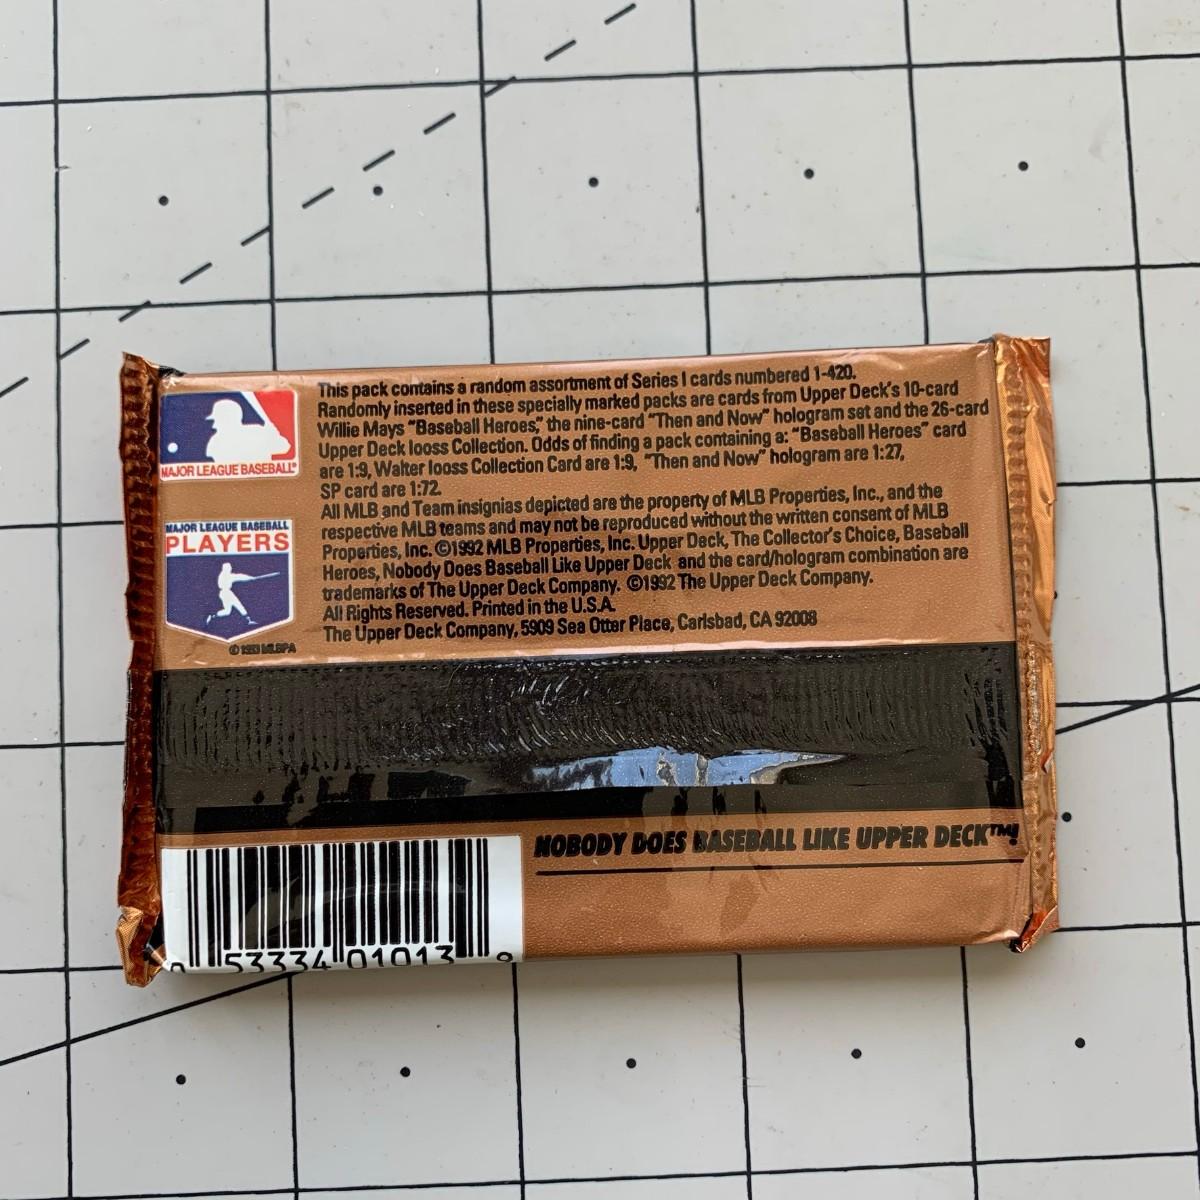 This pack contains a random assortment of Series I cards numbered 1-420.
Randomly inserted in these specially marked packs are cards from Upper Deck's 10-card
Willie Mays "Baseball Heroes," the nine-card "Then and Now" hologram set and the 26-card
Upper Deck Iooss Collection. Odds of finding a pack containing a: "Baseball Heroes" card
are 1:9, Walter Iooss Collection Card are 1:9, "Then and Now" hologram are 1:27,
SP card are 1:72.
All MLB and Team insignias depicted are the property of MLB Properties, Inc., and the
respective MLB teams and may not be reproduced without the written consent of MLB
Properties, Inc. ©1992 MLB Properties, Inc. Upper Deck, The Collector's Choice, Baseball
Heroes, Nobody Does Baseball Like Upper Deck and the card/hologram combination are
trademarks of The Upper Deck Company. ©1992 The Upper Deck Company.
All Rights Reserved. Printed in the U.S.A.
The Upper Deck Company, 5909 Sea Otter Place, Carlsbad, CA 92008
MAJOR LEAGUE BASEBALL®
MAJOR LEAGUE BASEBALL
PLAYERS
© 1993 MLBPA
NOBODY DOES BASEBALL LIKE UPPER DECK™!
0 53334 01013 9